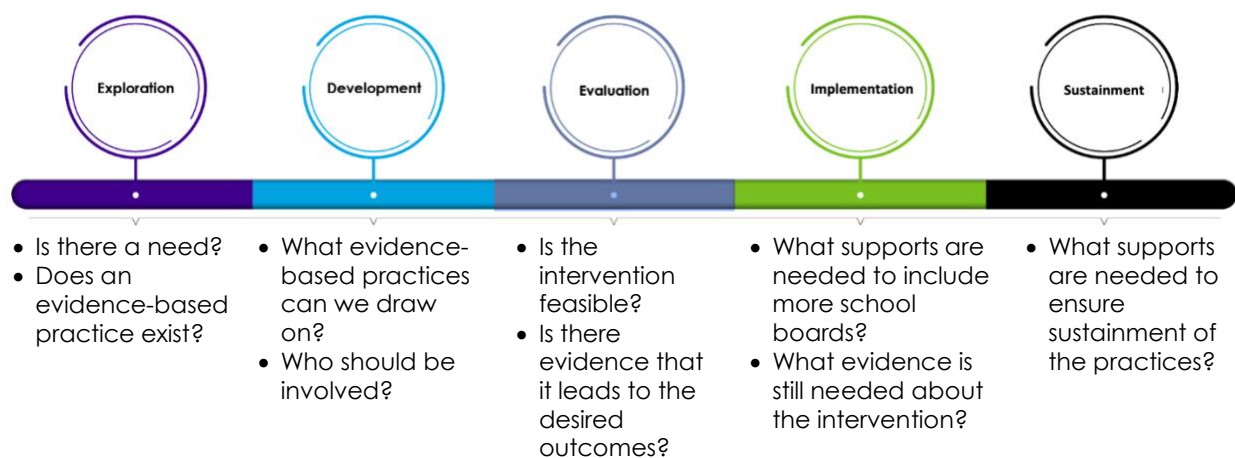 Exploration
Development
Evaluation
Implementation
Sustainment
• Is there a need?
• Does an
evidence-based
practice exist?
• What evidence-
based practices
can we draw
on?
• Who should be
involved?
• Is the
intervention
feasible?
• Is there
evidence that
it leads to the
desired
outcomes?
• What supports are
needed to include
more school
boards?
• What evidence is
still needed about
the intervention?
• What supports
are needed to
ensure
sustainment of
the practices?